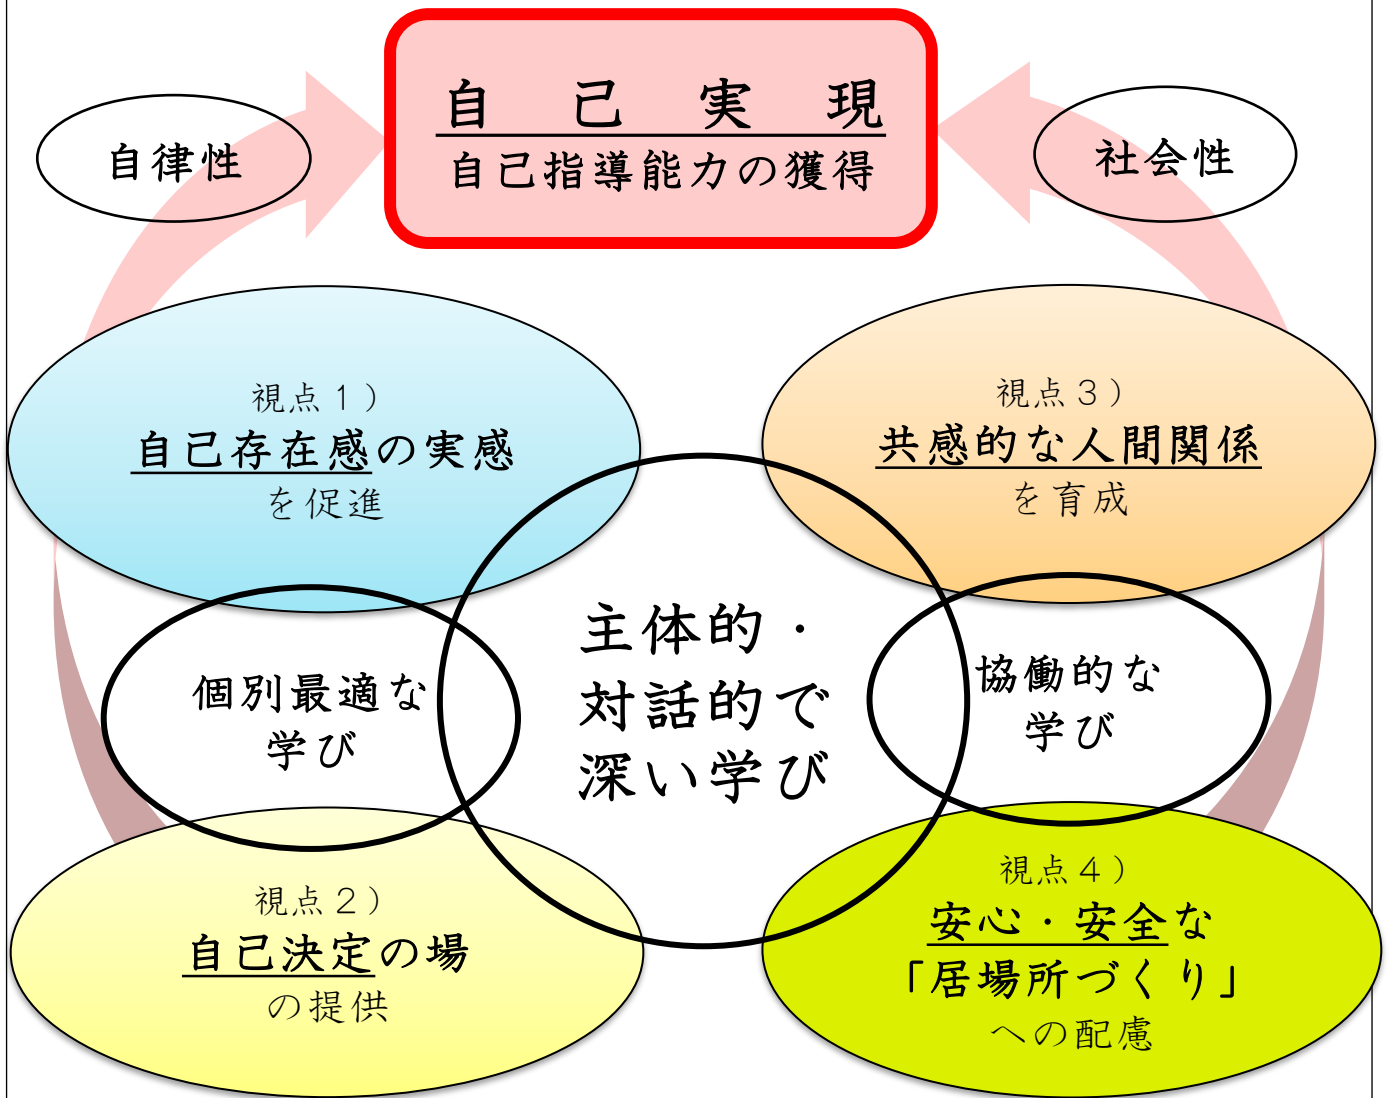 自　己　実　現
自己指導能力の獲得
自律性
社会性
視点１）
自己存在感の実感
を促進
視点３）
共感的な人間関係
を育成
個別最適な
学び
主体的・
対話的で
深い学び
協働的な
学び
視点２）
自己決定の場
の提供
視点４）
安心・安全な
「居場所づくり」
への配慮